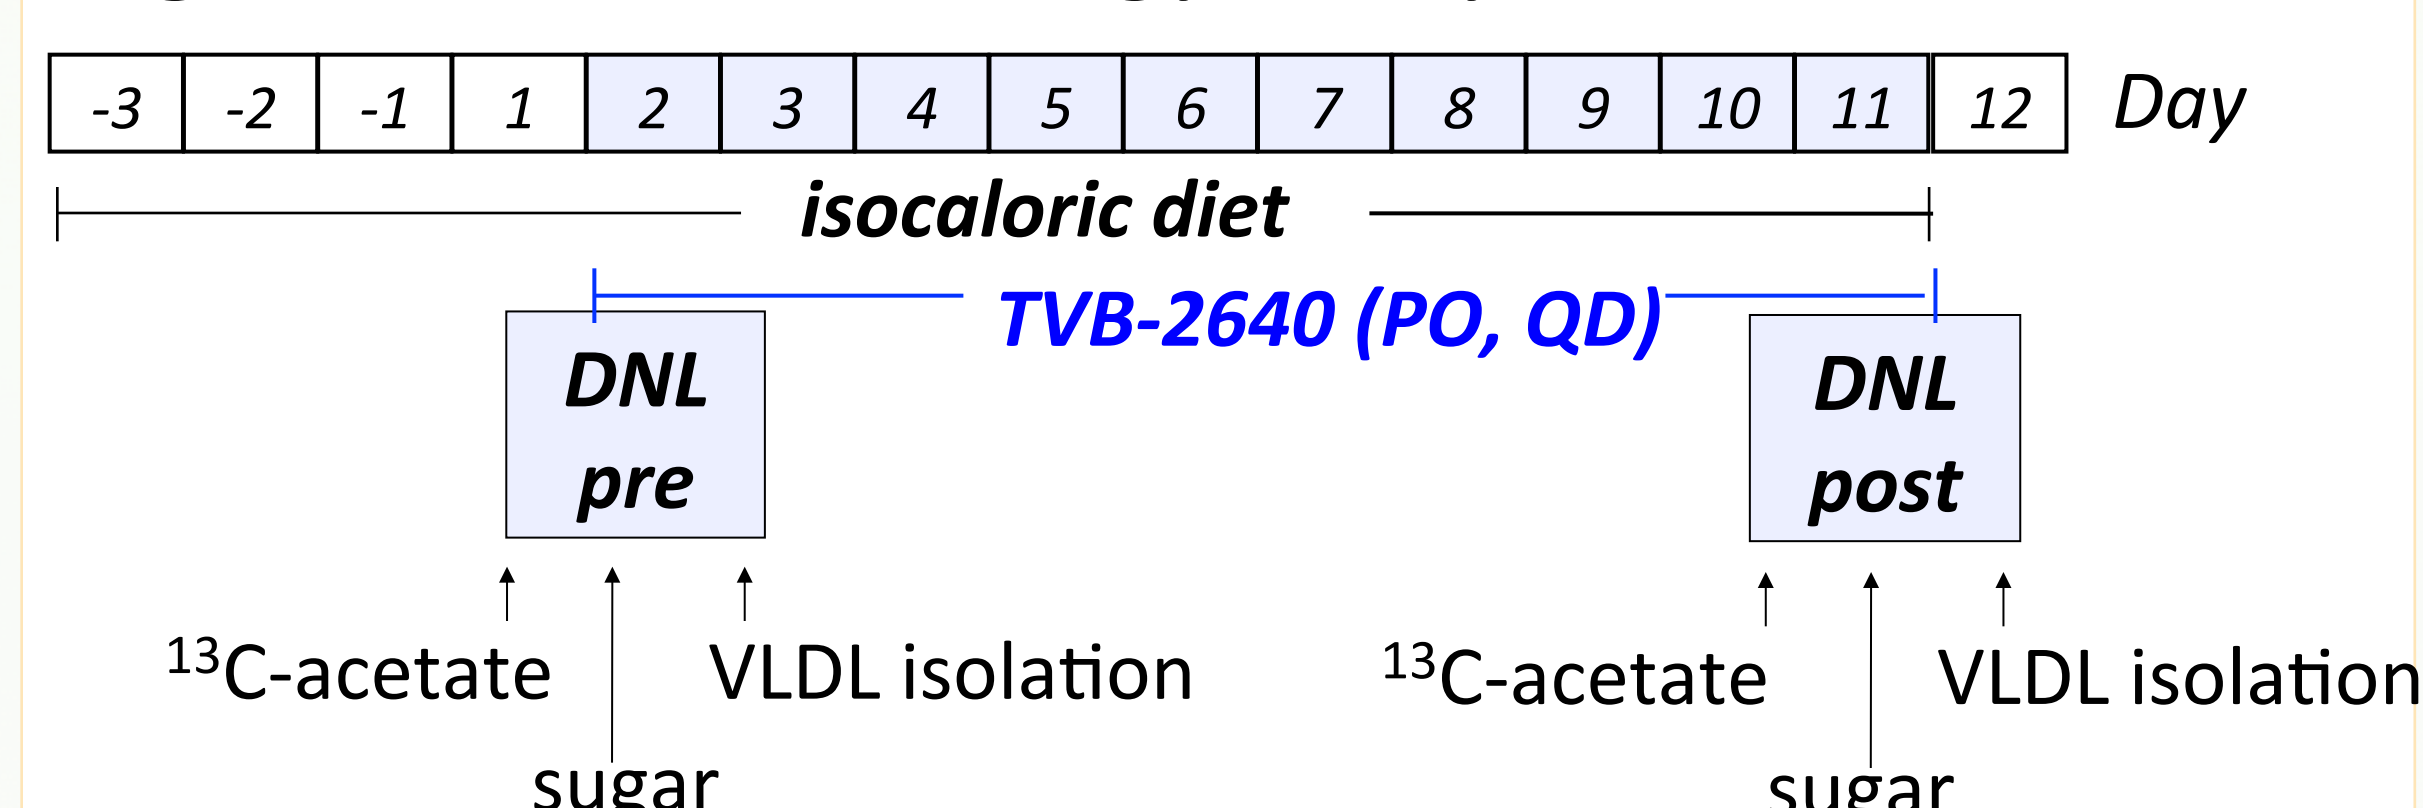 -3 -2 -1 1 2 3 4 5 6 7 8 9 10 11 12 Day
isocaloric diet
TVB-2640 (PO, QD)
DNL
pre
DNL
post
¹³C-acetate
VLDL isolation
¹³C-acetate
VLDL isolation
sugar
sugar